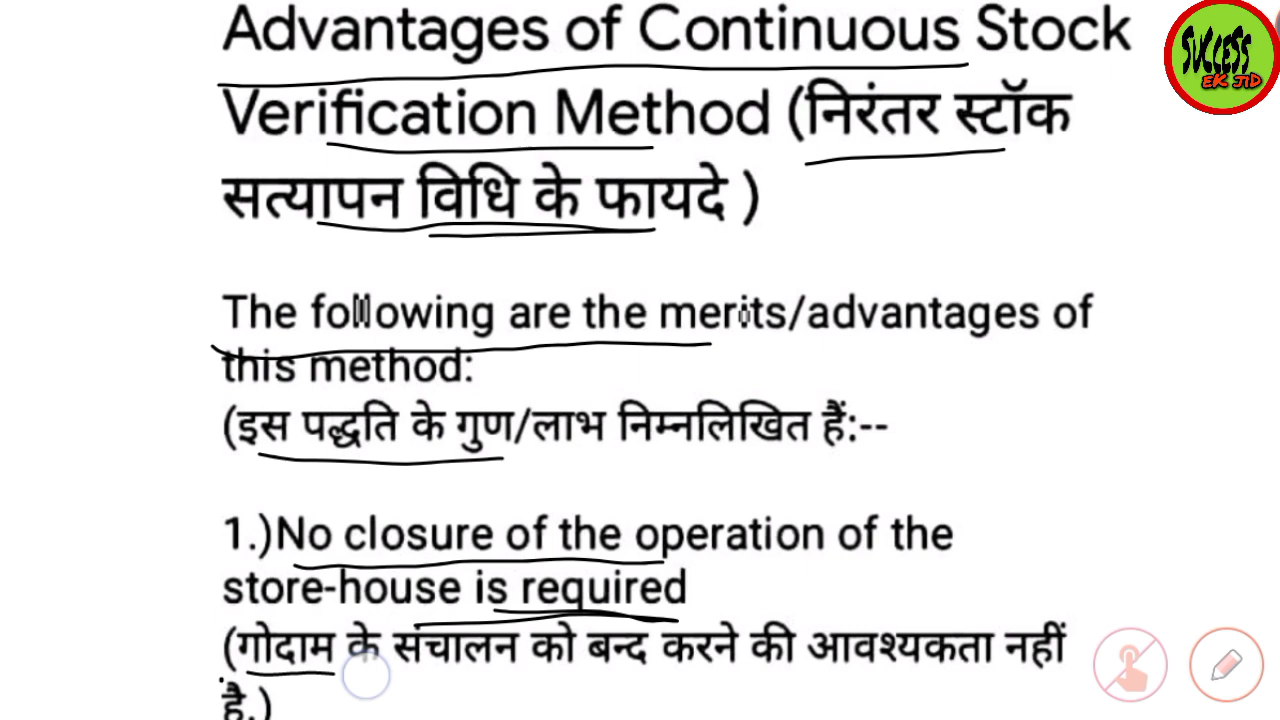 Advantages of Continuous Stock
SUCCESS
EK JID
Verification Method (निरंतर स्टॉक
सत्यापन विधि के फायदे )
The following are the merits/advantages of
this method:
(इस पद्धति के गुण/लाभ निम्नलिखित हैं:--
1.)No closure of the operation of the
store-house is required
(गोदाम के संचालन को बन्द करने की आवश्यकता नहीं
है.)